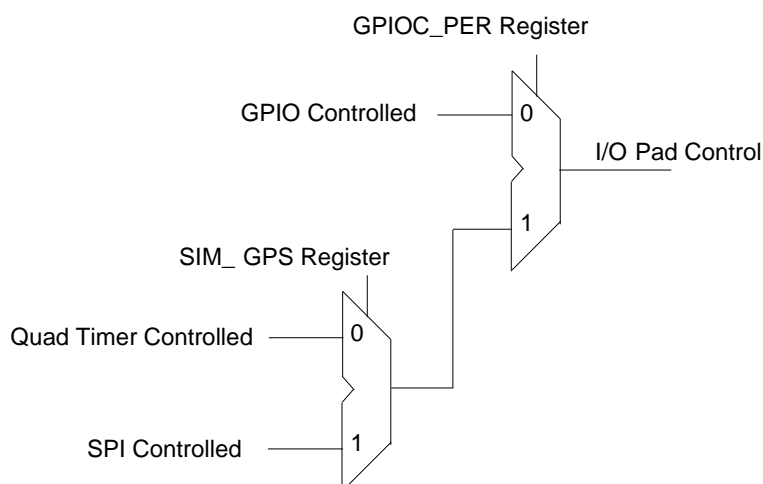 GPIOC_PER Register
GPIO Controlled
0
I/O Pad Control
1
SIM_ GPS Register
Quad Timer Controlled
0
SPI Controlled
1